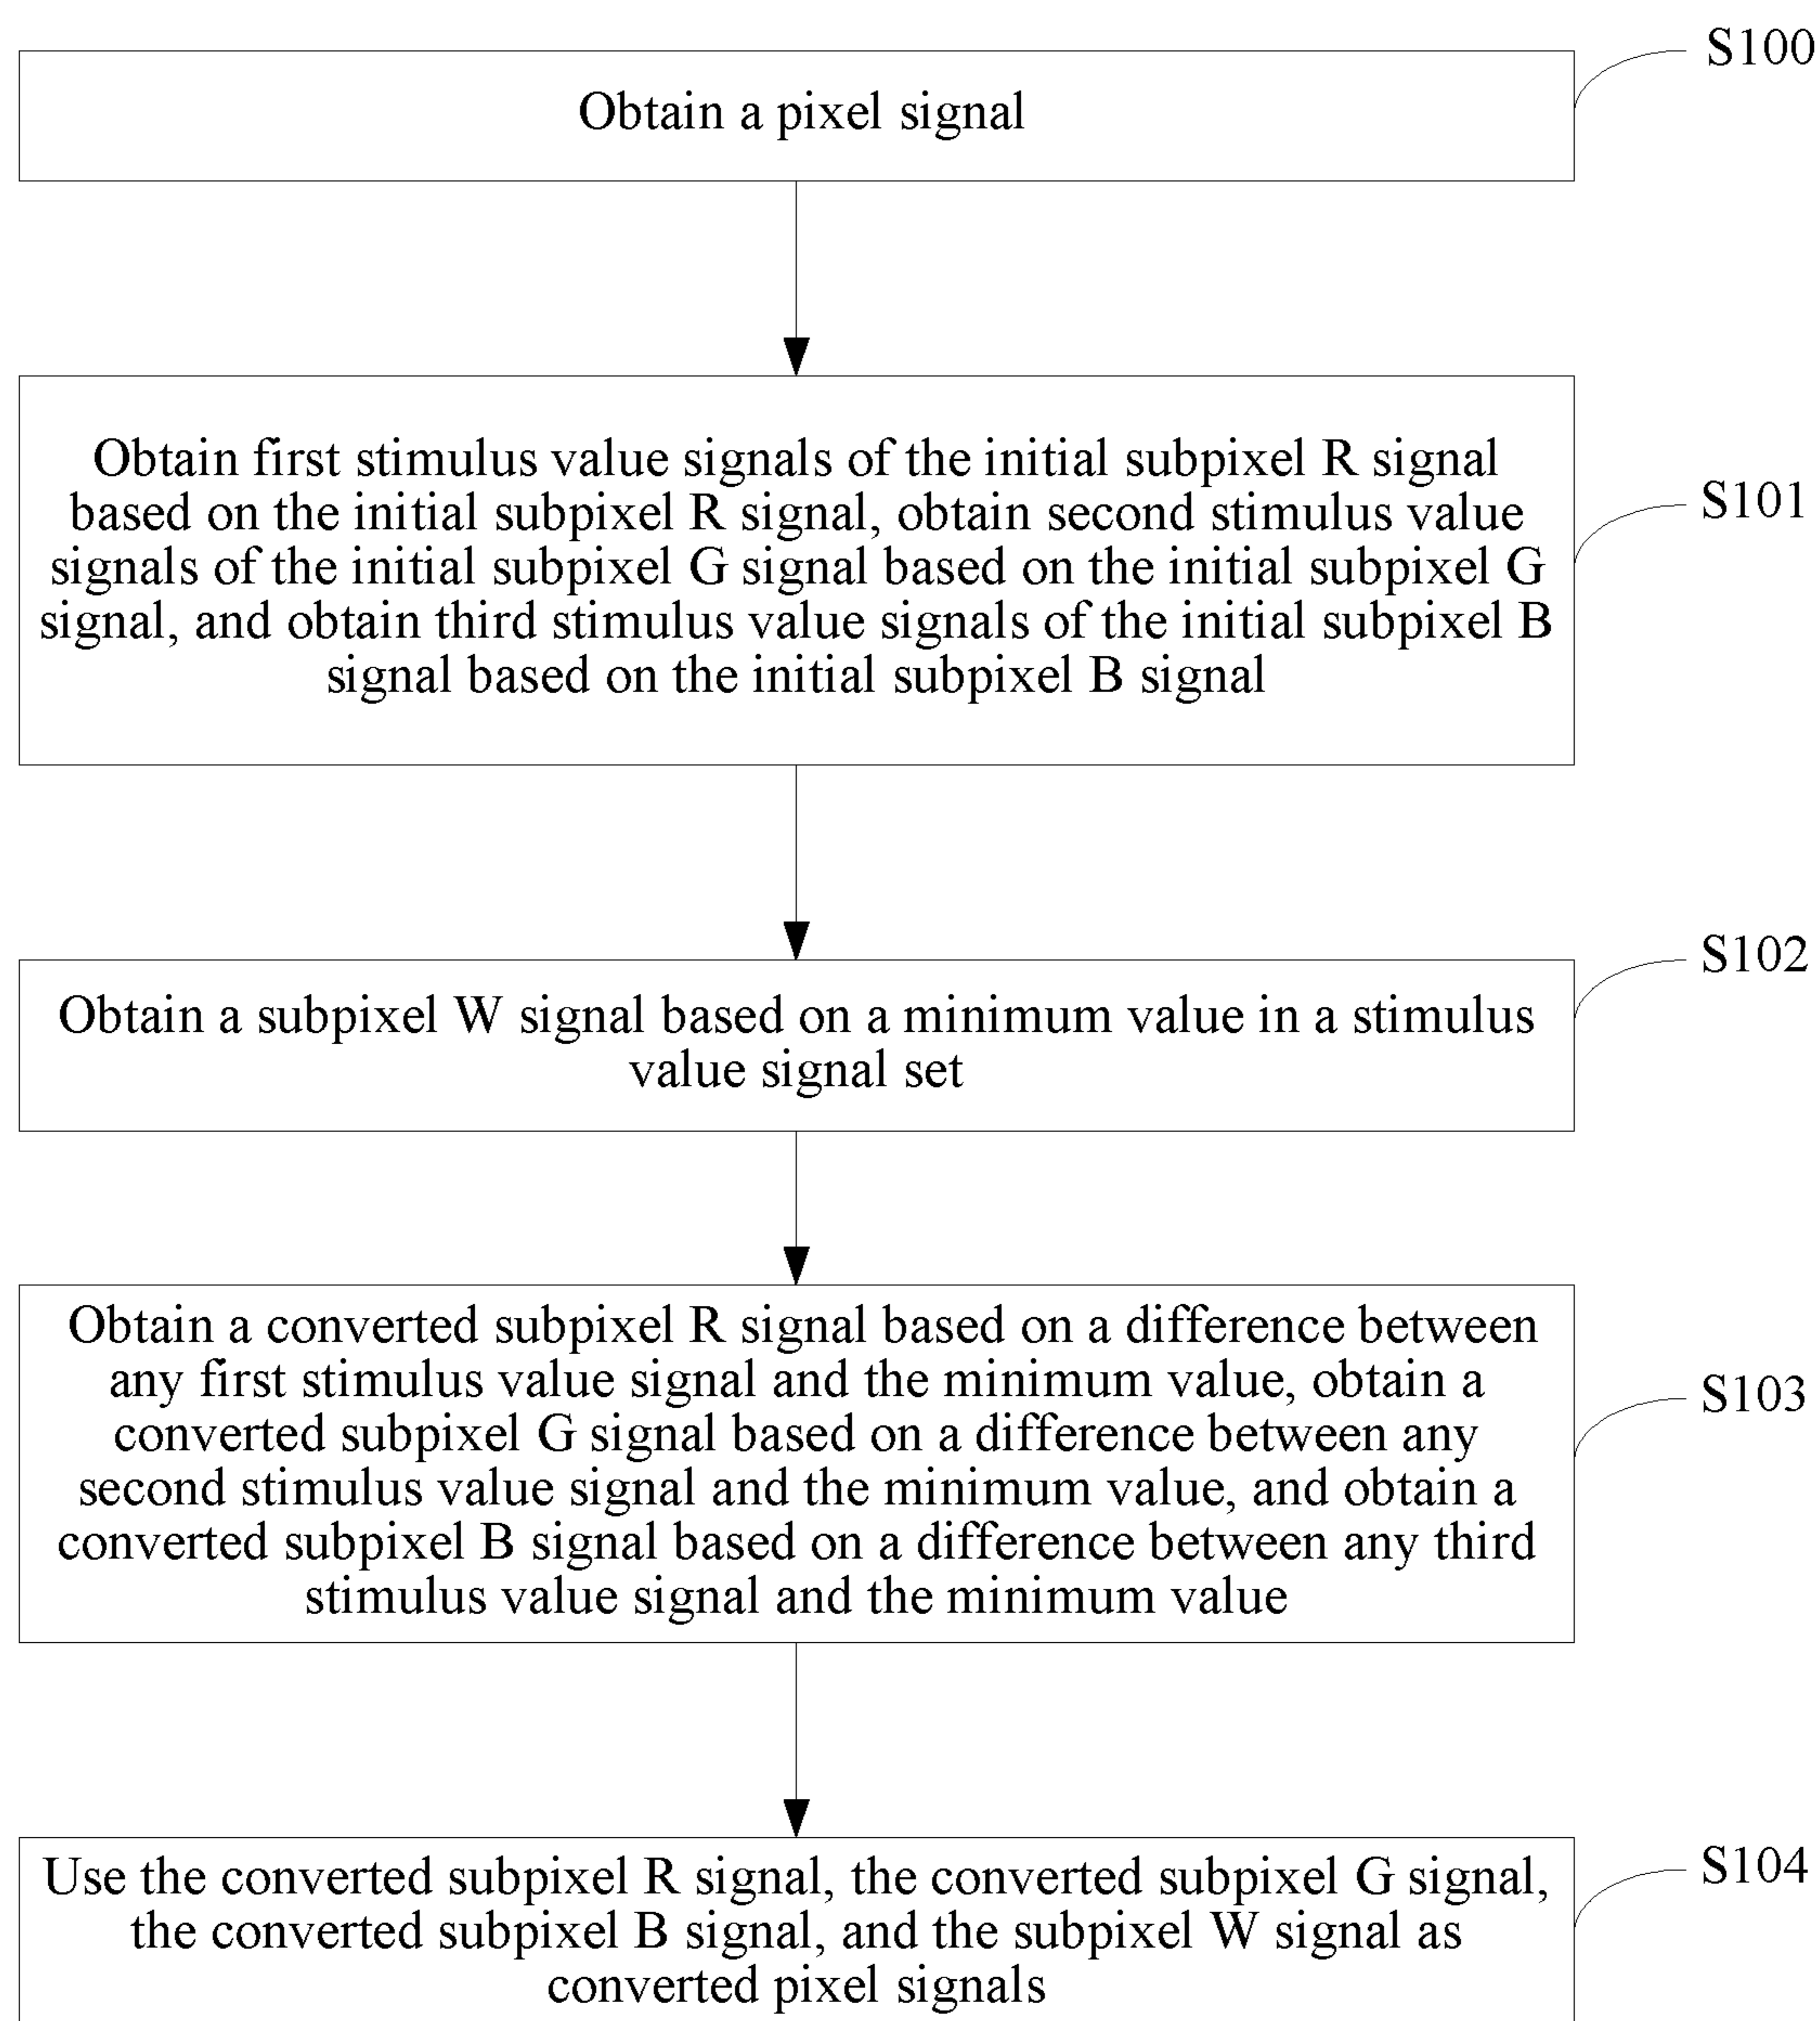 S100
Obtain a pixel signal
Obtain first stimulus value signals of the initial subpixel R signal
based on the initial subpixel R signal, obtain second stimulus value
signals of the initial subpixel G signal based on the initial subpixel G
signal, and obtain third stimulus value signals of the initial subpixel B
signal based on the initial subpixel B signal
S101
S102
Obtain a subpixel W signal based on a minimum value in a stimulus
value signal set
Obtain a converted subpixel R signal based on a difference between
any first stimulus value signal and the minimum value, obtain a
converted subpixel G signal based on a difference between any
second stimulus value signal and the minimum value, and obtain a
converted subpixel B signal based on a difference between any third
stimulus value signal and the minimum value
S103
Use the converted subpixel R signal, the converted subpixel G signal,
the converted subpixel B signal, and the subpixel W signal as
converted pixel signals
S104